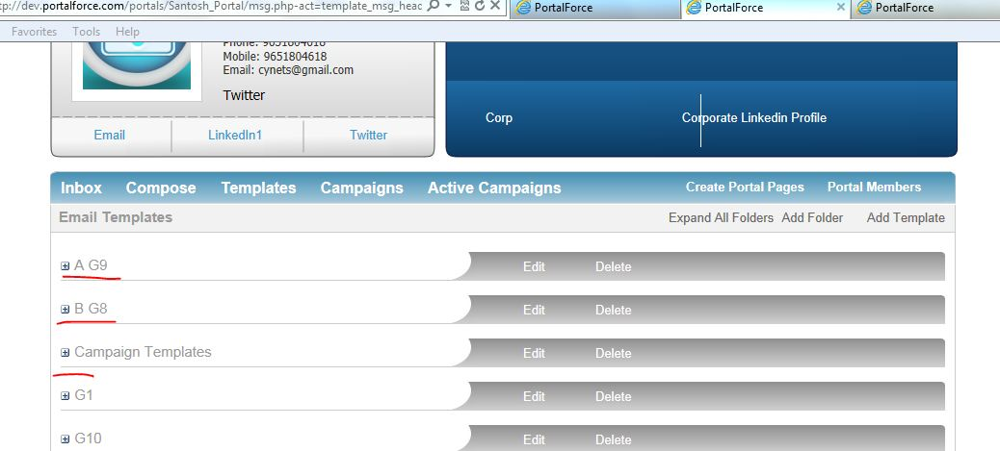 tp://dev.portalforce.com/portals/Santosh_Portal/msg.php-act=template_msg_heac
PortalForce
PortalForce
PortalForce
Favorites Tools Help
Phone: 9651804618
Mobile: 9651804618
Email: cynets@gmail.com
Twitter
Email LinkedIn1 Twitter
Corp Corporate Linkedin Profile
Inbox Compose Templates Campaigns Active Campaigns Create Portal Pages Portal Members
Email Templates Expand All Folders Add Folder Add Template
A G9 Edit Delete
B G8 Edit Delete
Campaign Templates Edit Delete
G1 Edit Delete
G10 Edit Delete